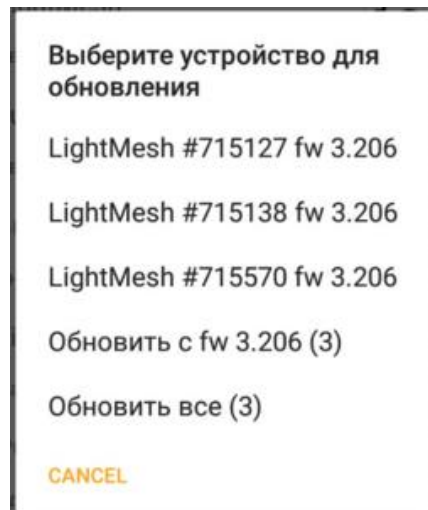 Выберите устройство для
обновления
LightMesh #715127 fw 3.206
LightMesh #715138 fw 3.206
LightMesh #715570 fw 3.206
Обновить с fw 3.206 (3)
Обновить все (3)
CANCEL